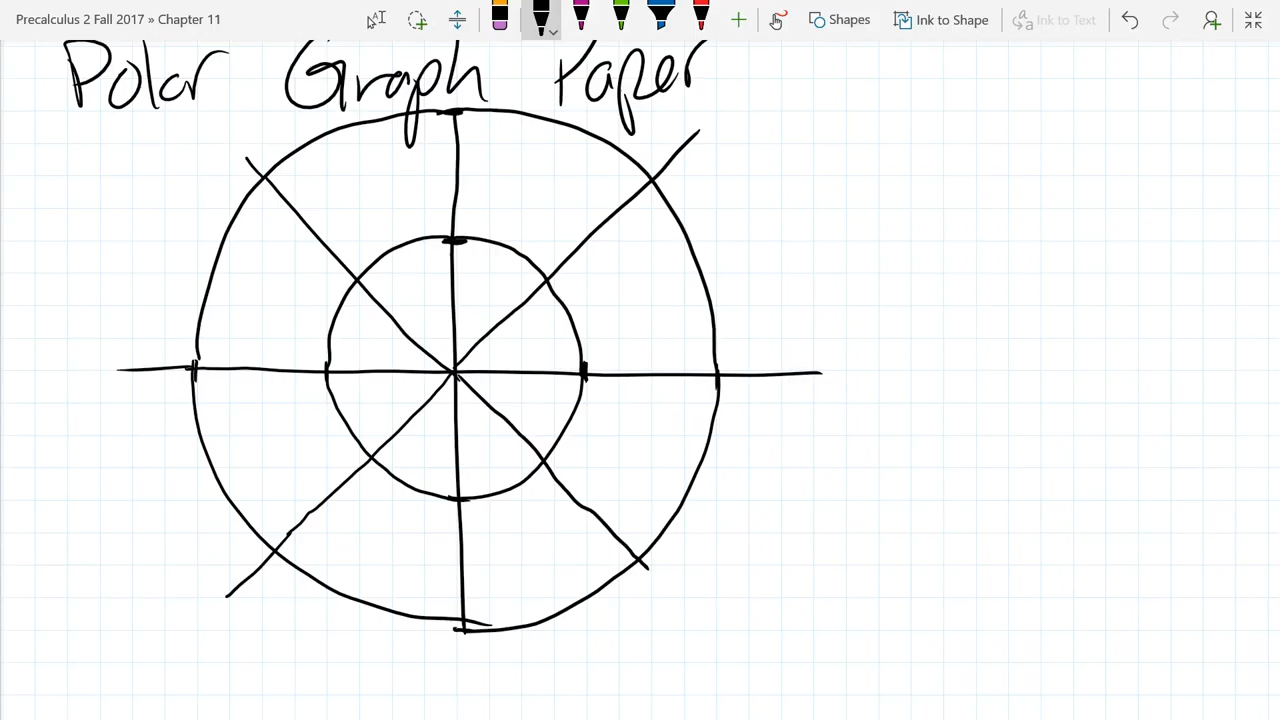 Precalculus 2 Fall 2017 » Chapter 11
Shapes
Ink to Shape
Ink to Text
Polar Graph Paper